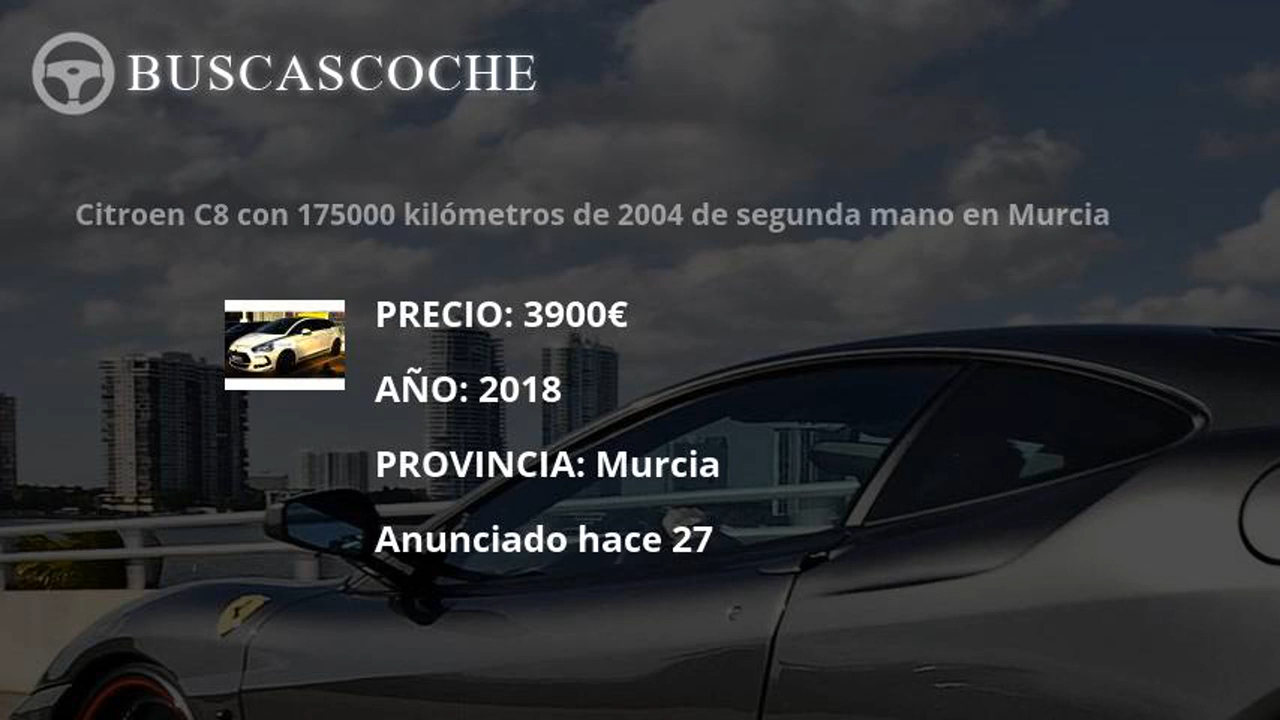 BUSCASCOCHE
Citroen C8 con 175000 kilómetros de 2004 de segunda mano en Murcia
PRECIO: 3900€
AÑO: 2018
PROVINCIA: Murcia
Anunciado hace 27